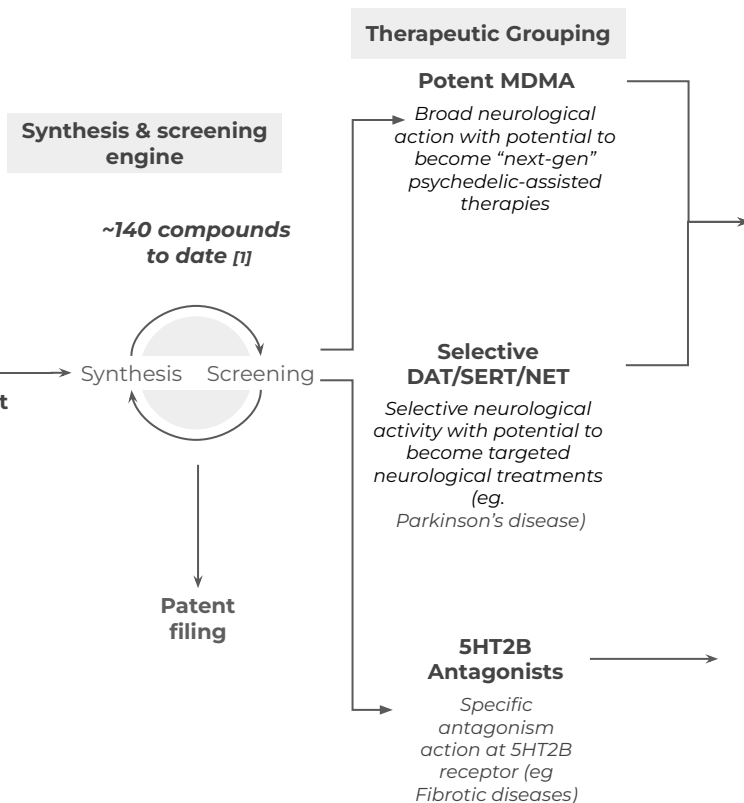 Therapeutic Grouping
Synthesis & screening
engine
~140 compounds
to date [1]
Synthesis
Screening
t
Patent
filing
Potent MDMA
Broad neurological
action with potential to
become “next-gen”
psychedelic-assisted
therapies
Selective
DAT/SERT/NET
Selective neurological
activity with potential to
become targeted
neurological treatments
(eg.
Parkinson’s disease)
5HT2B
Antagonists
Specific
antagonism
action at 5HT2B
receptor (eg
Fibrotic diseases)